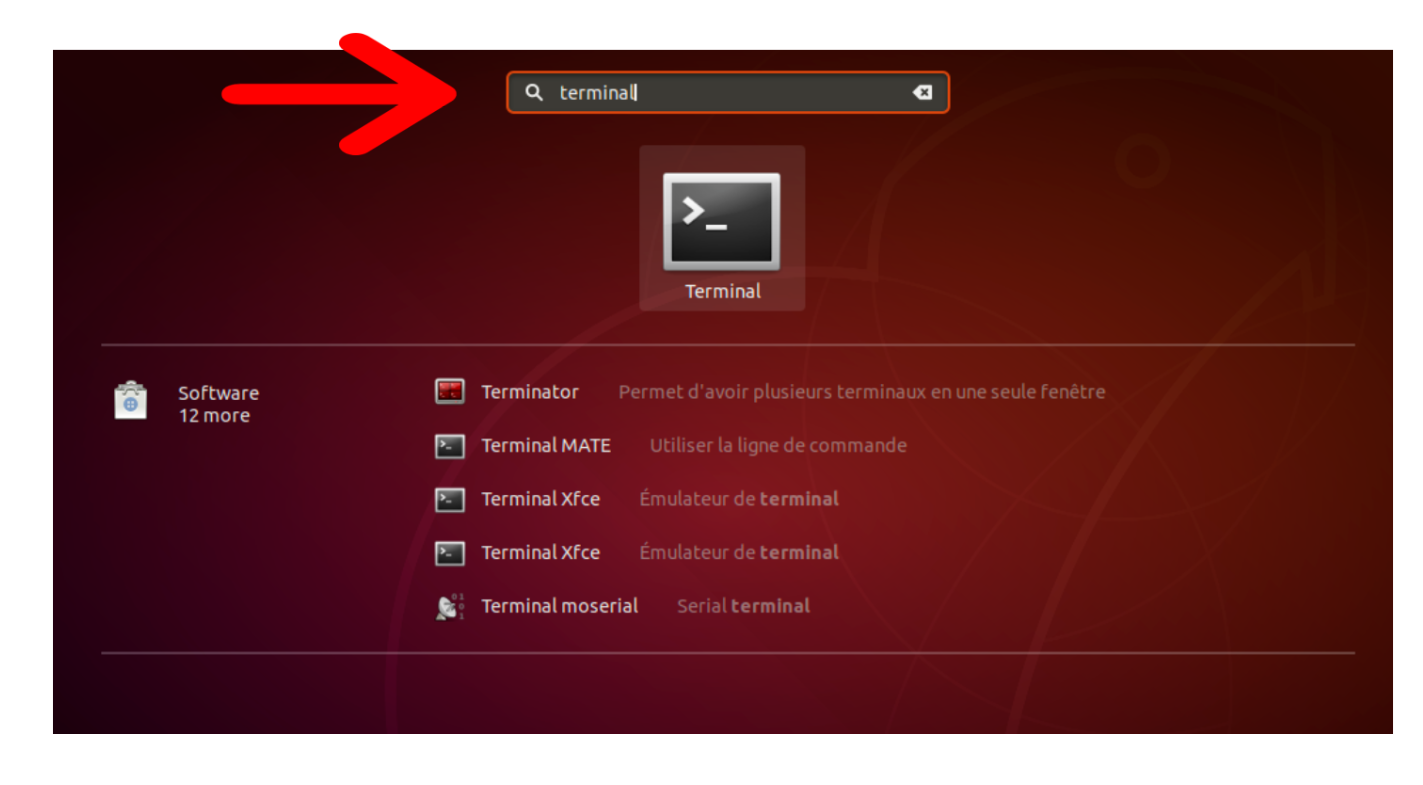 terminal
Terminal
Software
12 more
Terminator Permet d'avoir plusieurs terminaux en une seule fenêtre
Terminal MATE Utiliser la ligne de commande
Terminal Xfce Émulateur de terminal
Terminal Xfce Émulateur de terminal
Terminal moserial Serial terminal